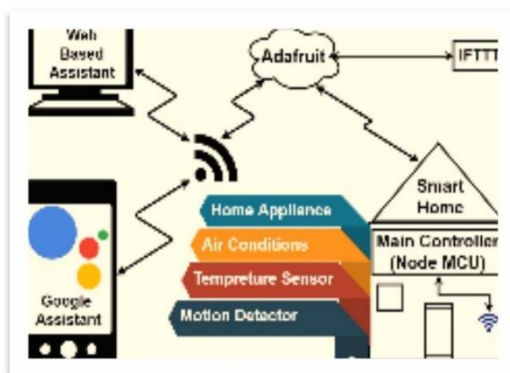 Web
Based
Assistant
Adafruit
IFTTT
Smart
Home
Home Appliance
Air Conditions
Tempreture Sensor
Motion Detector
Main Controller
(Node MCU)
Google
Assistant